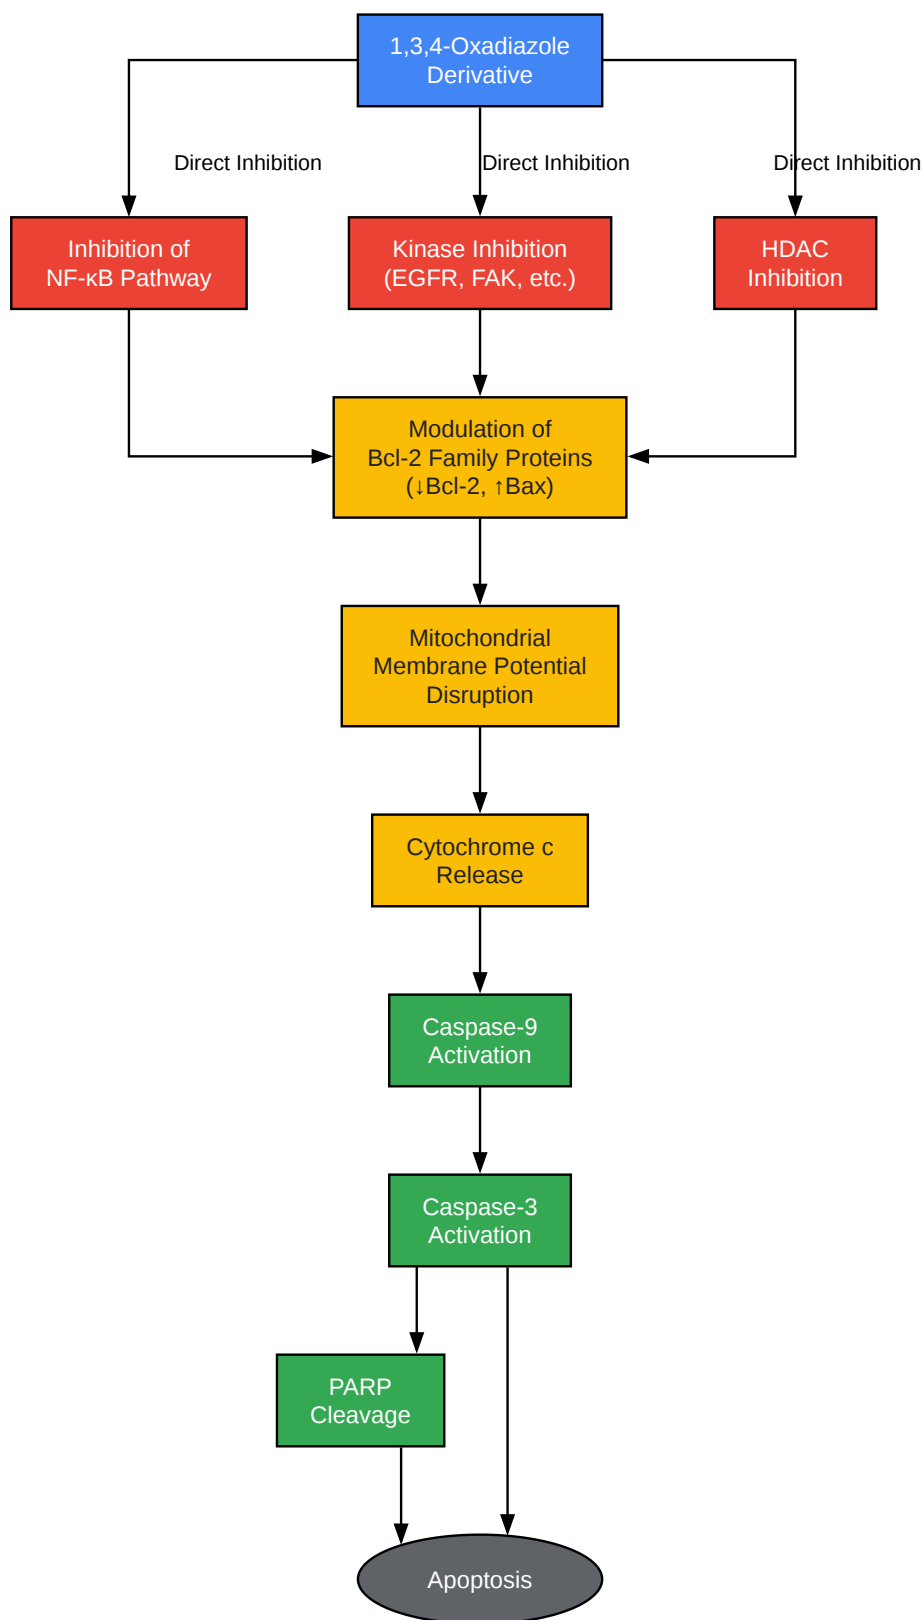 1,3,4-Oxadiazole
Derivative
Direct Inhibition
Direct Inhibition
Direct Inhibition
Inhibition of
NF-κB Pathway
Kinase Inhibition
(EGFR, FAK, etc.)
HDAC
Inhibition
Modulation of
Bcl-2 Family Proteins
(↓Bcl-2, ↑Bax)
Mitochondrial
Membrane Potential
Disruption
Cytochrome c
Release
Caspase-9
Activation
Caspase-3
Activation
PARP
Cleavage
Apoptosis